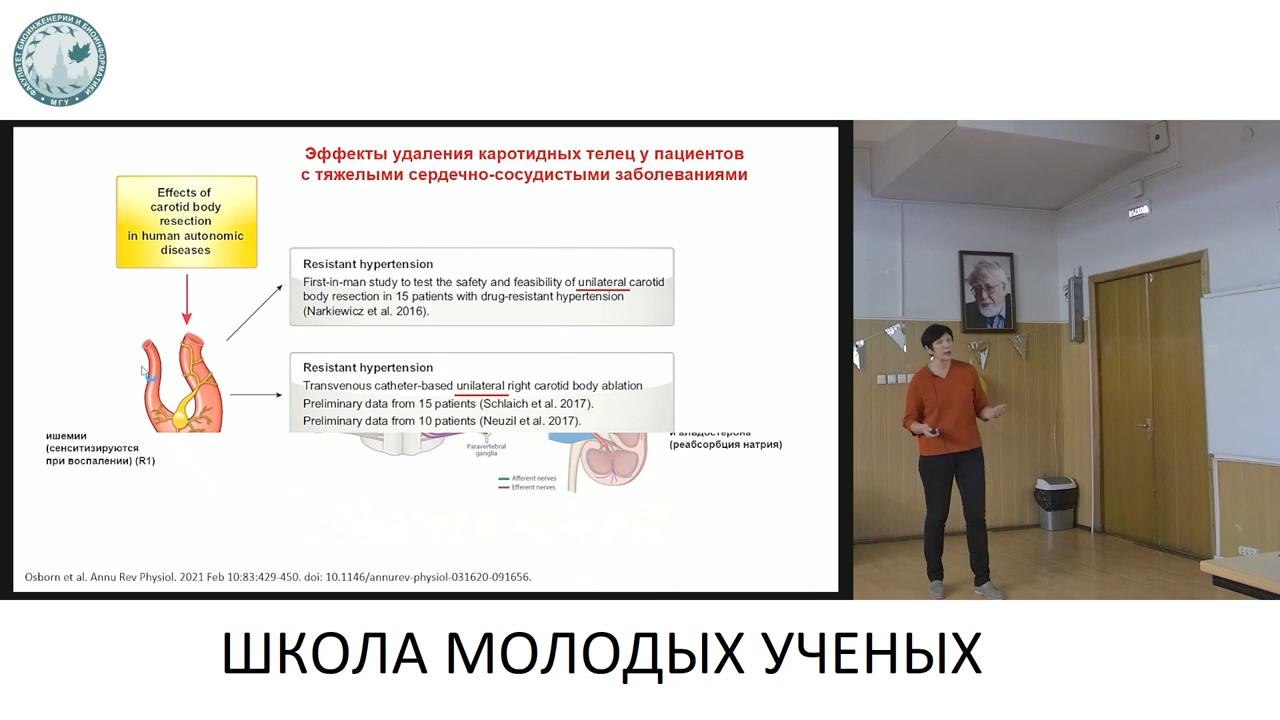 ФАКУЛЬТЕТ БИОИНЖЕНЕРИИ И БИОИНФОРМАТИКИ
МГУ
Эффекты удаления каротидных телец у пациентов
с тяжелыми сердечно-сосудистыми заболеваниями
Effects of
carotid body
resection
in human autonomic
diseases
Resistant hypertension
First-in-man study to test the safety and feasibility of unilateral carotid
body resection in 15 patients with drug-resistant hypertension
(Narkiewicz et al. 2016).
Resistant hypertension
Transvenous catheter-based unilateral right carotid body ablation
Preliminary data from 15 patients (Schlaich et al. 2017).
Preliminary data from 10 patients (Neuzil et al. 2017).
ишемии
(сенситизируются
при воспалении) (R1)
Paravertebral
ganglia
Afferent nerves
Efferent nerves
и альдостерона
(реабсорбция натрия)
Osborn et al. Annu Rev Physiol. 2021 Feb 10:83:429-450. doi: 10.1146/annurev-physiol-031620-091656.
ВЫХОД
ШКОЛА МОЛОДЫХ УЧЕНЫХ